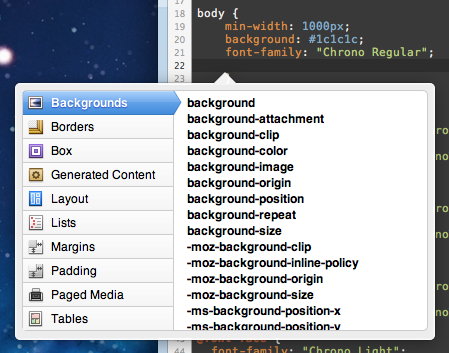 18 body {
19 min-width: 1000px;
20 background: #1c1c1c;
21 font-family: "Chrono Regular";
22
Backgrounds
Borders
Box
Generated Content
Layout
Lists
Margins
Padding
Paged Media
Tables
background
background-attachment
background-clip
background-color
background-image
background-origin
background-position
background-repeat
background-size
-moz-background-clip
-moz-background-inline-policy
-moz-background-origin
-moz-background-size
-ms-background-position-x
-ms-background-position-y
44 font-family: "Chrono Light";